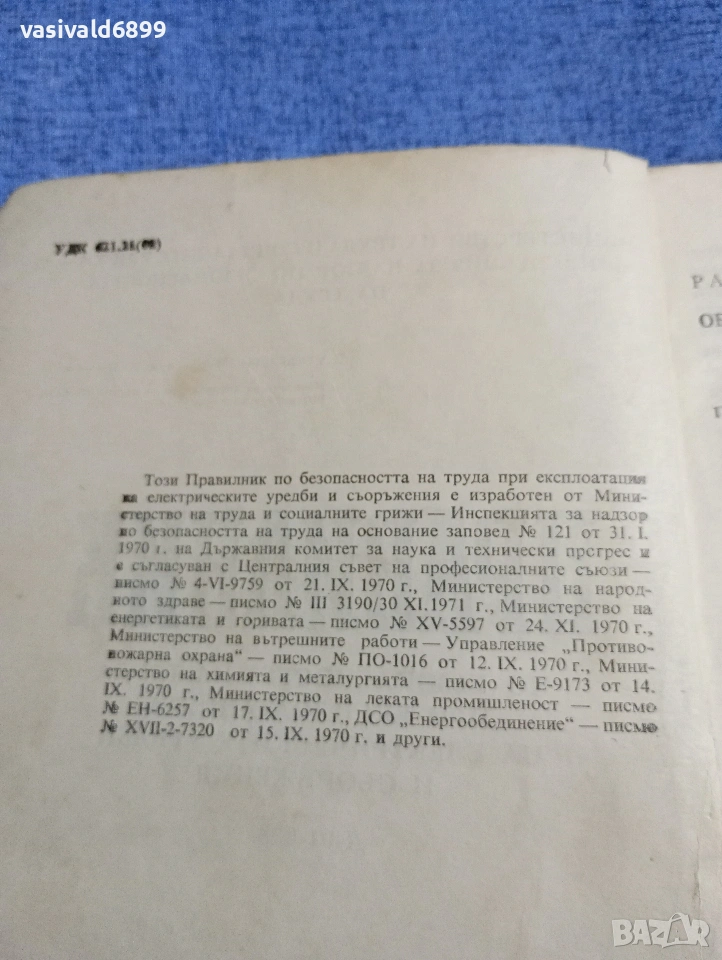 vasivald6899
УДК 621.
Този Правилник по безопасността на труда при експлоатация
на електрическите уредби и съоръжения е изработен от Мини-
стерство на труда и социалните грижи — Инспекцията за надзор
по безопасността на труда на основание заповед № 121 от 31. I.
1970 г. на Държавния комитет за наука и технически прогрес и
е съгласуван с Централния съвет на професионалните съюзи —
писмо № 4-VI-9759 от 21. IX. 1970 г., Министерство на народ-
ното здраве — писмо № III 3190/30 XI.1971 г., Министерство на
енергетиката и горивата — писмо № XV-5597 от 24. XI. 1970 г.,
Министерство на вътрешните работи — Управление „Противо-
пожарна охрана“ — писмо № ПО-1016 от 12. IX. 1970 г., Мини-
стерство на химията и металургията — писмо № Е-9173 от 14.
IX. 1970 г., Министерство на леката промишленост — писмо
№ ЕН-6257 от 17. IX. 1970 г., ДСО „Енергообединение“ — писмо
№ XVII-2-7320 от 15. IX. 1970 г. и други.
РА
ОБ
BAZAR